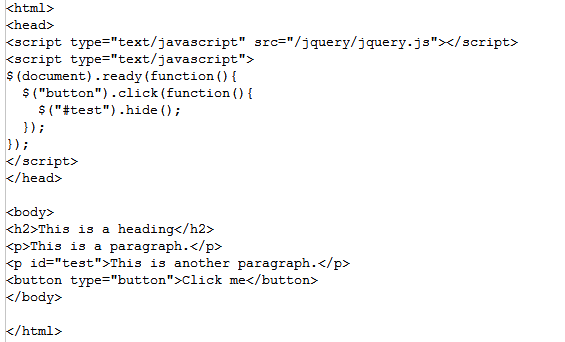 <html>
<head>
<script type="text/javascript" src="/jquery/jquery.js"></script>
<script type="text/javascript">
$(document).ready(function(){
  $("button").click(function(){
    $("#test").hide();
  });
});
</script>
</head>

<body>
<h2>This is a heading</h2>
<p>This is a paragraph.</p>
<p id="test">This is another paragraph.</p>
<button type="button">Click me</button>
</body>

</html>